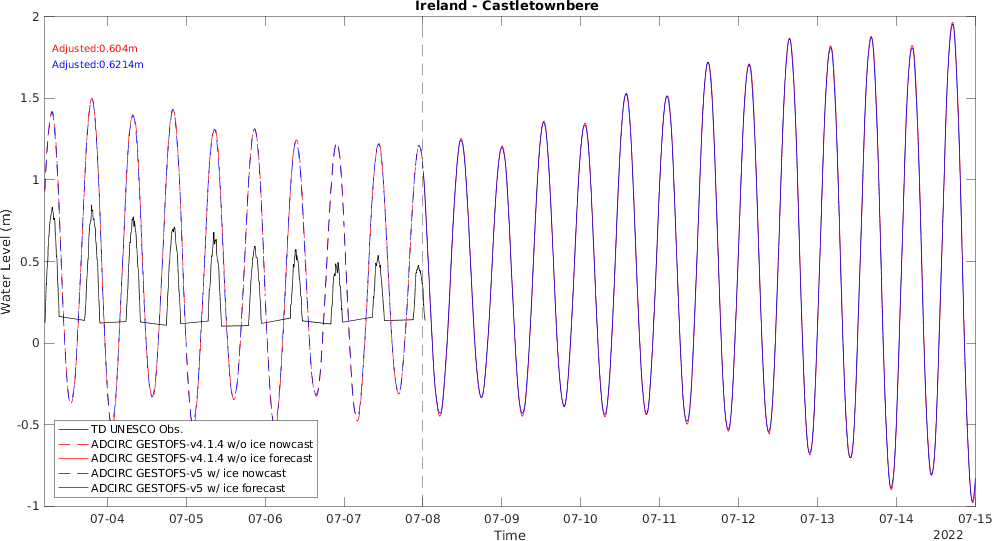 Ireland - Castletownbere
2
1.5
1
0.5
0
-0.5
-1
Water Level (m)
Adjusted:0.604m
Adjusted:0.6214m
TD UNESCO Obs.
ADCIRC GESTOFS-v4.1.4 w/o ice nowcast
ADCIRC GESTOFS-v4.1.4 w/o ice forecast
ADCIRC GESTOFS-v5 w/ ice nowcast
ADCIRC GESTOFS-v5 w/ ice forecast
07-04 07-05 07-06 07-07 07-08 07-09 07-10 07-11 07-12 07-13 07-14 07-15
Time
2022